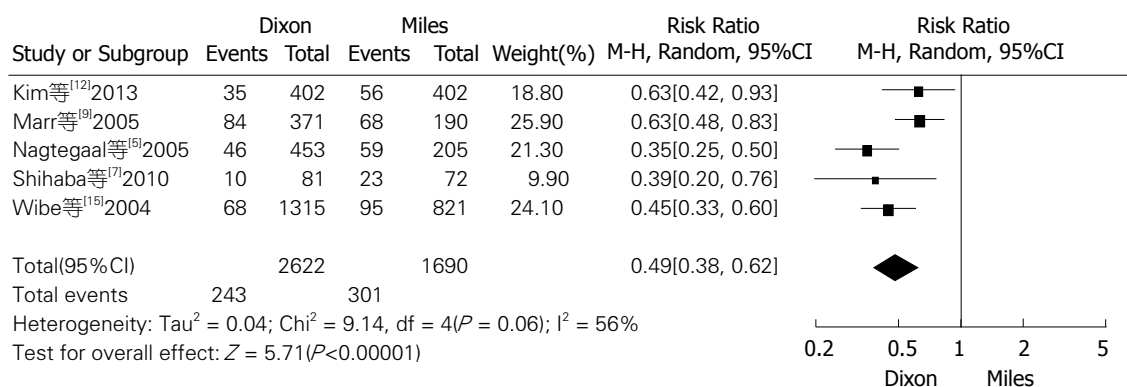 Dixon Miles Risk Ratio Risk Ratio
Study or Subgroup Events Total Events Total Weight(%) M-H, Random, 95%CI M-H, Random, 95%CI
Kim等[12]2013 35 402 56 402 18.80 0.63[0.42, 0.93]
Marr等[9]2005 84 371 68 190 25.90 0.63[0.48, 0.83]
Nagtegaal等[5]2005 46 453 59 205 21.30 0.35[0.25, 0.50]
Shihaba等[7]2010 10 81 23 72 9.90 0.39[0.20, 0.76]
Wibe等[15]2004 68 1315 95 821 24.10 0.45[0.33, 0.60]
Total(95%CI) 2622 1690 0.49[0.38, 0.62]
Total events 243 301
Heterogeneity: Tau² = 0.04; Chi² = 9.14, df = 4(P = 0.06); I² = 56%
Test for overall effect: Z = 5.71(P<0.00001)
0.2 0.5 1 2 5
Dixon Miles